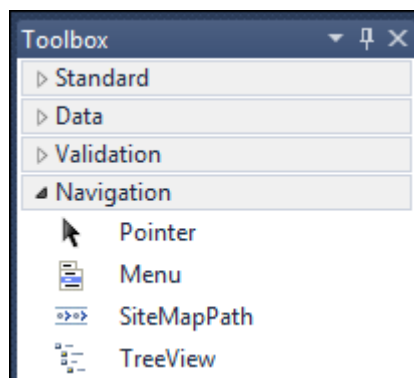 Toolbox
Standard
Data
Validation
Navigation
Pointer
Menu
SiteMapPath
TreeView